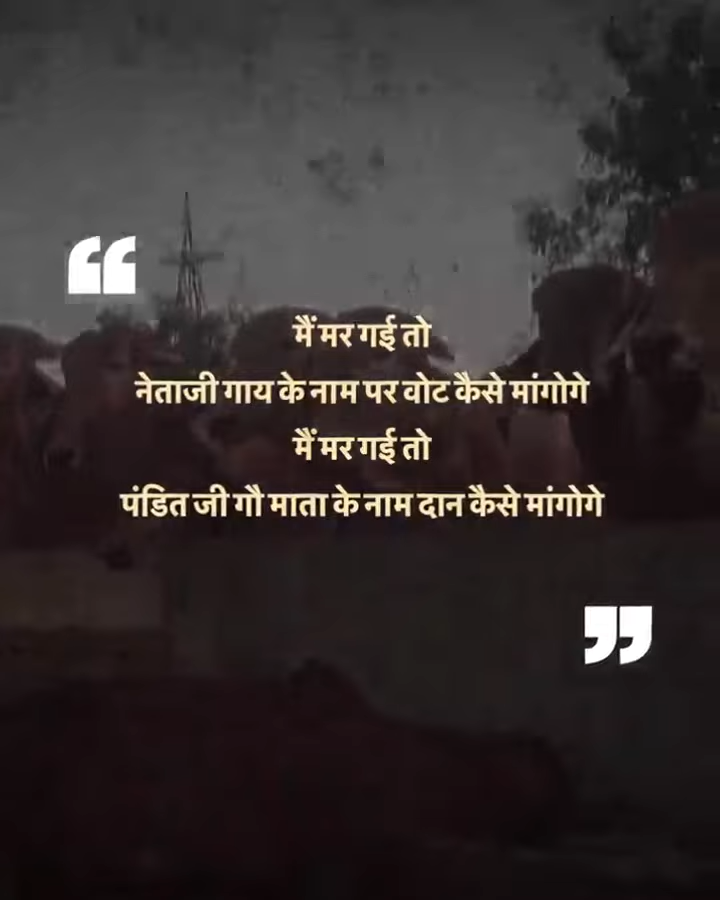 “
मैं मर गई तो
नेताजी गाय के नाम पर वोट कैसे मांगोगे
मैं मर गई तो
पंडित जी गौ माता के नाम दान कैसे मांगोगे
”